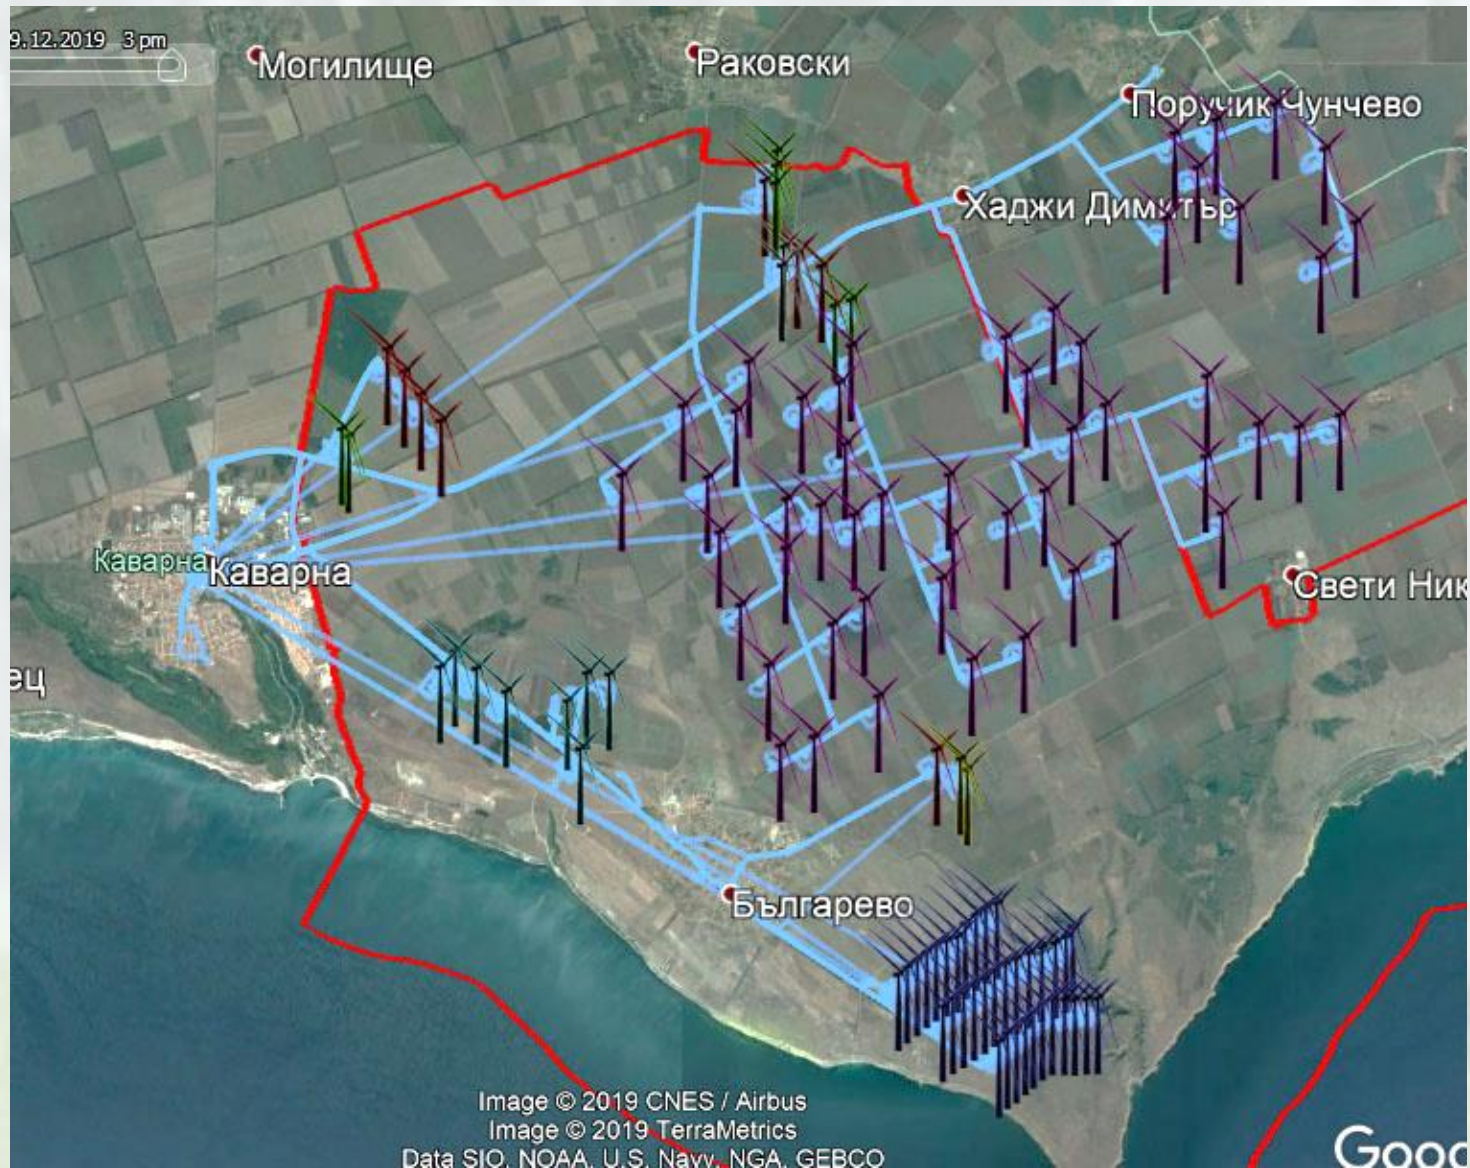 9.12.2019 3 pm
Могилище
Раковски
Поручик Чунчево
Хаджи Димитър
Каварна
Каварна
Свети Ник
ец
Българево
Image © 2019 CNES / Airbus
Image © 2019 TerraMetrics
Data SIO, NOAA, U.S. Navy, NGA, GEBCO
Goog